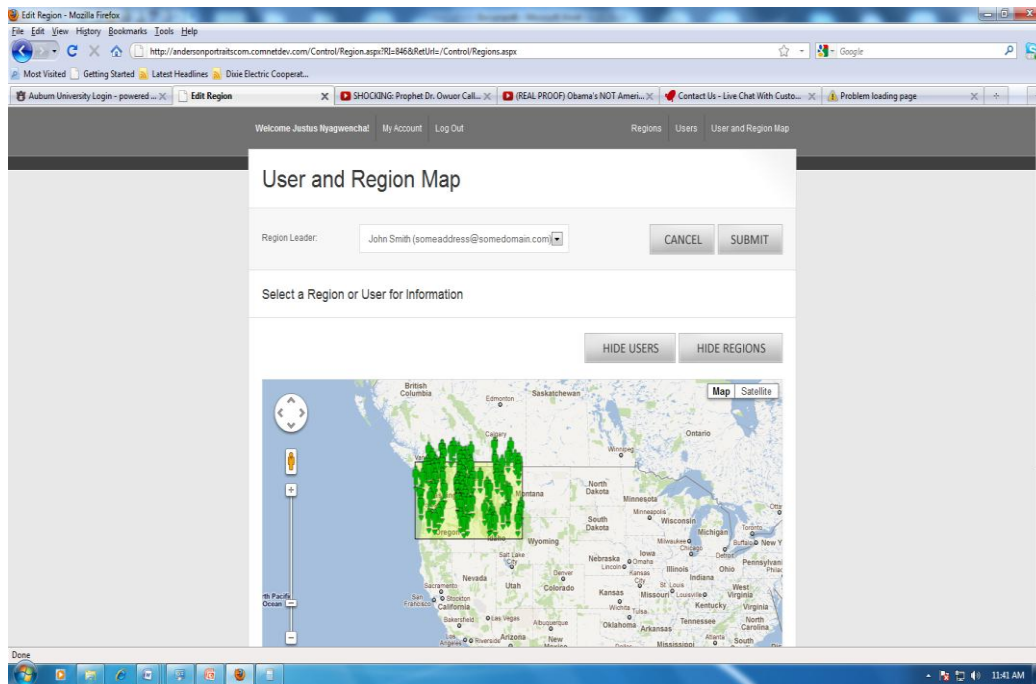 Edit Region - Mozilla Firefox
File Edit View History Bookmarks Tools Help
http://andersonportraitscom.comnetdev.com/Control/Region.aspx?RI=846&RetUrl=/Control/Regions.aspx
Google
Most Visited Getting Started Latest Headlines Dixie Electric Cooperat...
Auburn University Login - powered ... Edit Region SHOCKING: Prophet Dr. Owuor Call... (REAL PROOF) Obama's NOT Ameri... Contact Us - Live Chat With Custo... Problem loading page
Welcome Justus Nyagwencha! My Account Log Out Regions Users User and Region Map
User and Region Map
Region Leader: John Smith (someaddress@somedomain.com) CANCEL SUBMIT
Select a Region or User for Information
HIDE USERS HIDE REGIONS
Map Satellite
British Columbia
Edmonton
Saskatchewan
Calgary
Ontario
Winnipeg
North Dakota
Minnesota
Montana
Minneapolis
South Dakota
Wisconsin
Michigan
Toronto
Oregon
Idaho
Wyoming
Milwaukee
Buffalo
New Y
Chicago
Detroit
Salt Lake City
Nebraska
Iowa
Omaha
Lincoln
Pennsylvan
Illinois
Ohio
Phila
Indiana
Nevada
Utah
Denver
Colorado
Kansas City
St Louis
West Virginia
Sacramento
Stockton
San Francisco
California
Kansas
Missouri
Louisville
Virginia
rth Pacific Ocean
Wichita
Kentucky
Bakersfield
Las Vegas
Albuquerque
Tulsa
Tennessee
North Carolina
Oklahoma
Arkansas
Los Angeles
Riverside
Arizona
New Mexico
Atlanta
South
Mississippi
Done
11:41 AM